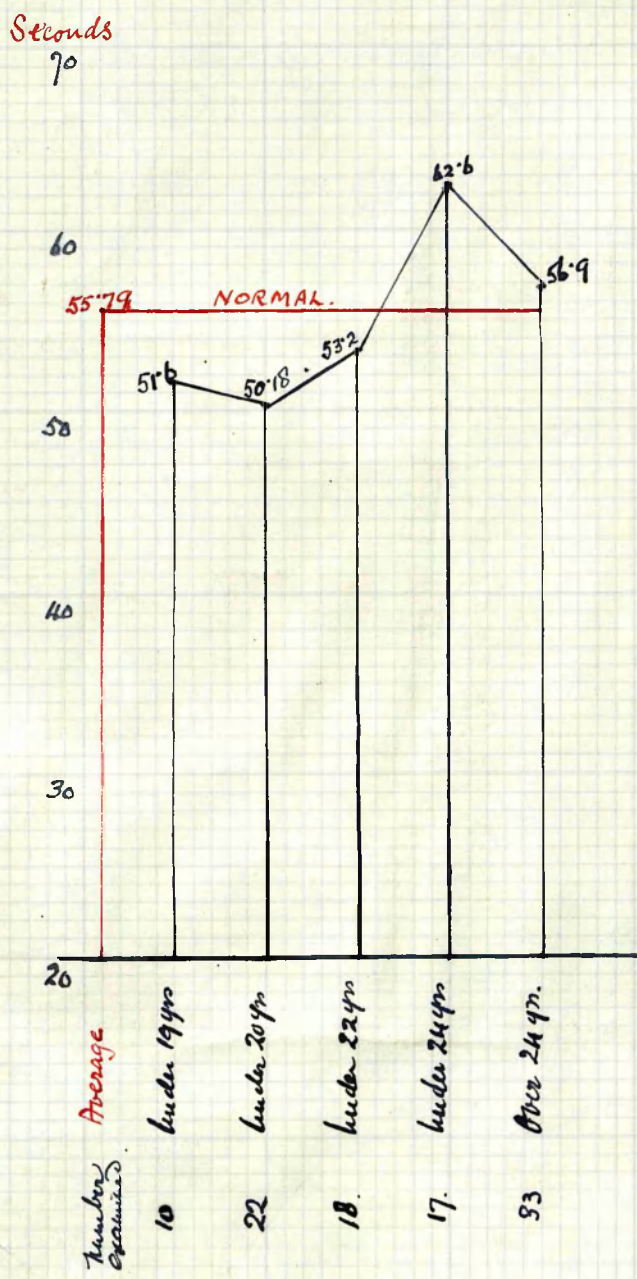 Seconds
70
62.6
60
56.9
55.79
NORMAL.
53.2
51.6
50.18
50
40
30
20
Average
Under 19 yrs
Under 20 yrs
Under 22 yrs
Under 24 yrs
Over 24 yrs.
Number examined
10
22
18.
17.
33